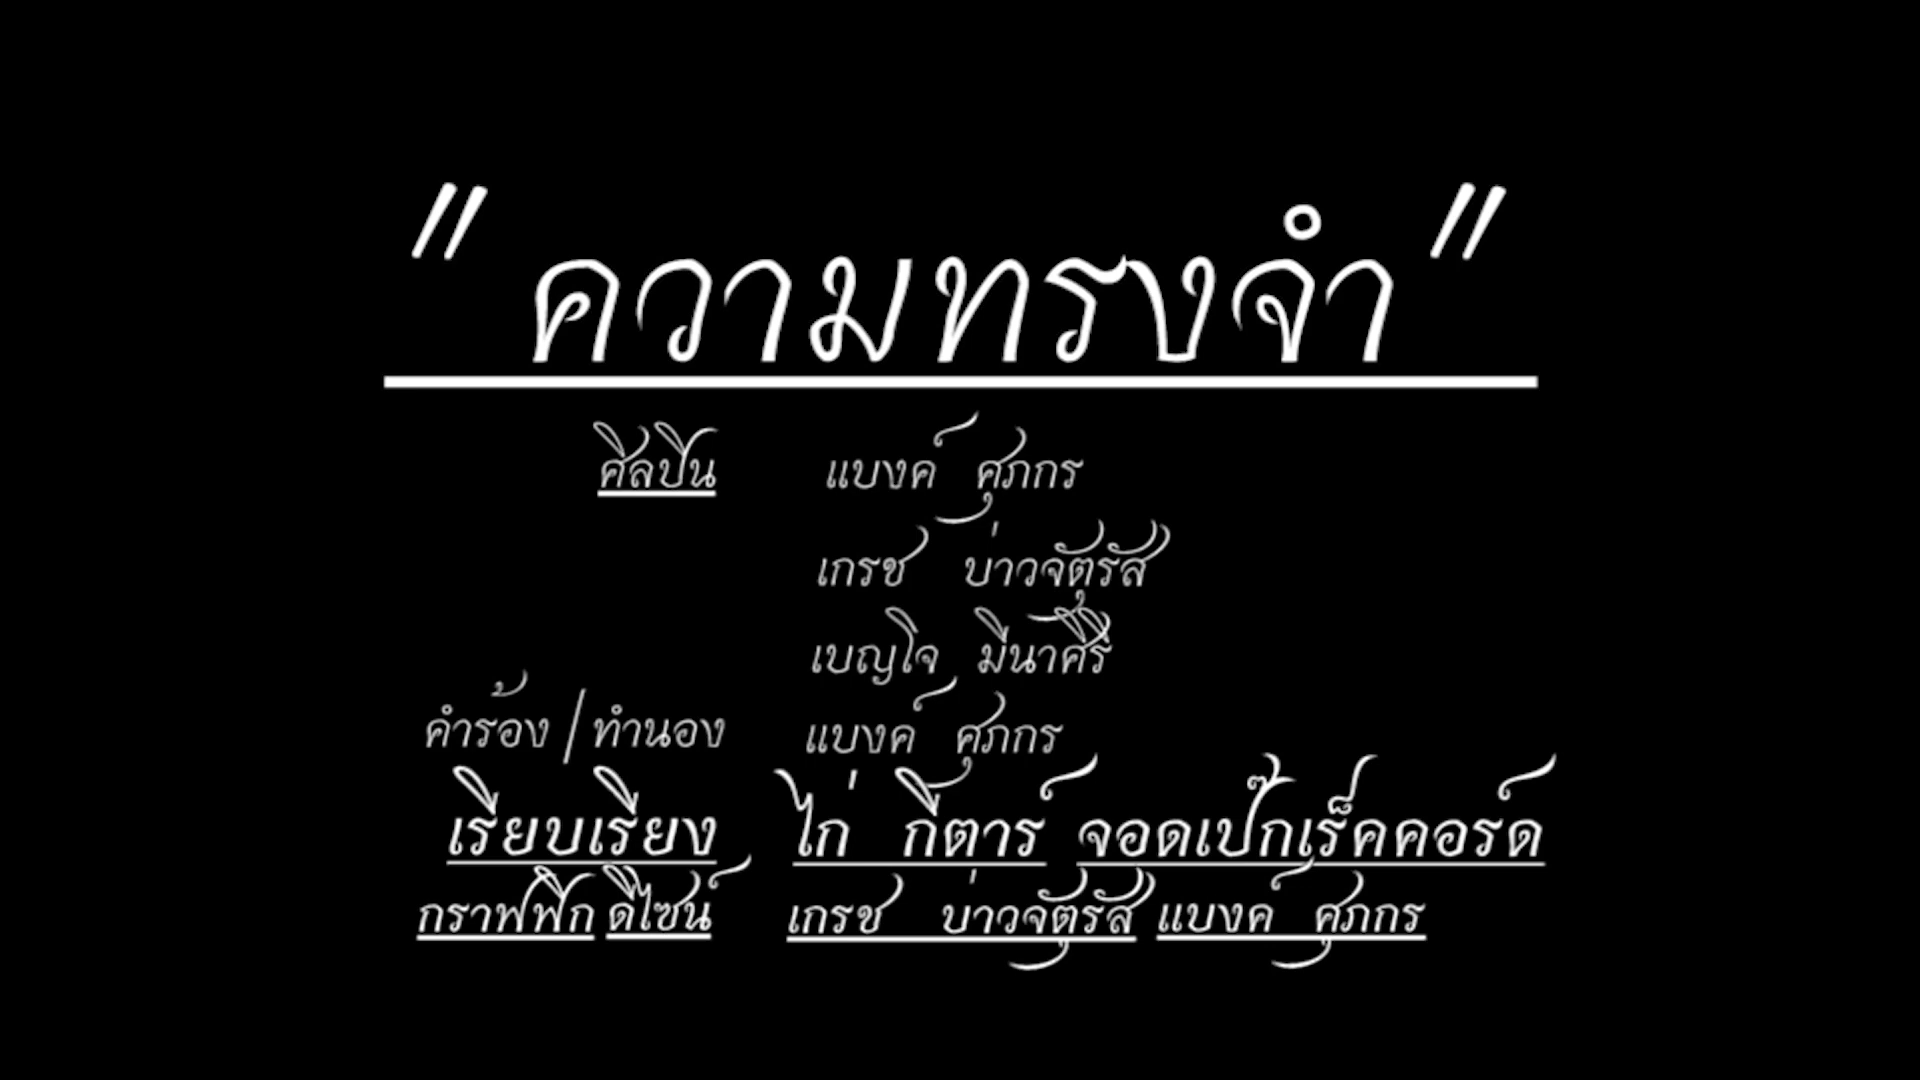 "ความทรงจำ"
ศิลปิน แบงค์ ศุภกร
เกรช บ่าวจัตุรัส
เบญโจ มีนาศิริ
คำร้อง/ทำนอง แบงค์ ศุภกร
เรียบเรียง ไก่ กีตาร์ จอดเป๊กเร็คคอร์ด
กราฟฟิก ดีไซน์ เกรช บ่าวจัตุรัส แบงค์ ศุภกร